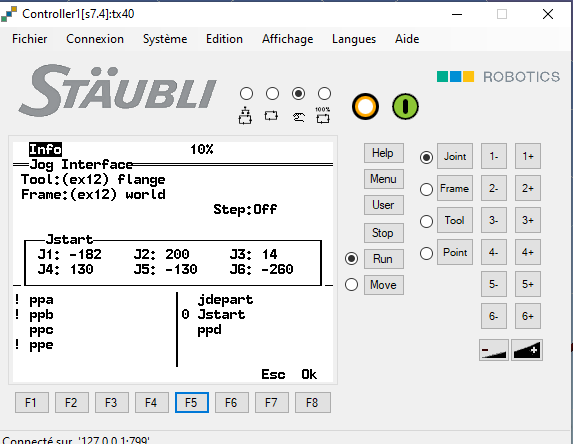 Controller1[s7.4]:tx40
Fichier Connexion Système Edition Affichage Langues Aide
STÄUBLI
ROBOTICS
100%
Info 10%
Jog Interface
Tool:(ex12) flange
Frame:(ex12) world
Step:Off
Jstart
J1: -182 J2: 200 J3: 14
J4: 130 J5: -130 J6: -260
! ppa jdepart
! ppb 0 Jstart
ppc ppd
! ppe
Esc Ok
F1 F2 F3 F4 F5 F6 F7 F8
Help
Menu
User
Stop
Run
Move
Joint 1- 1+
Frame 2- 2+
Tool 3- 3+
Point 4- 4+
5- 5+
6- 6+
- +
Connecté sur '127.0.0.1:799'